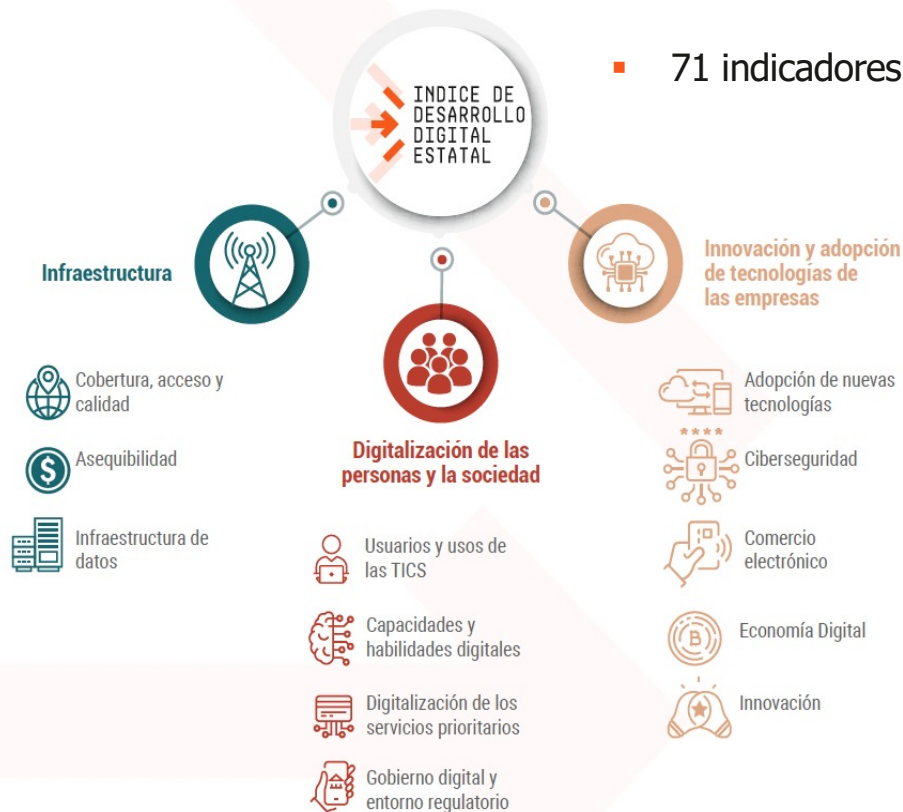 INDICE DE
DESARROLLO
DIGITAL
ESTATAL
71 indicadores
Infraestructura
Cobertura, acceso y
calidad
Asequibilidad
Infraestructura de
datos
Digitalización de las
personas y la sociedad
Usuarios y usos de
las TICS
Capacidades y
habilidades digitales
Digitalización de los
servicios prioritarios
Gobierno digital y
entorno regulatorio
Innovación y adopción
de tecnologías de
las empresas
Adopción de nuevas
tecnologías
Ciberseguridad
Comercio
electrónico
Economía Digital
Innovación